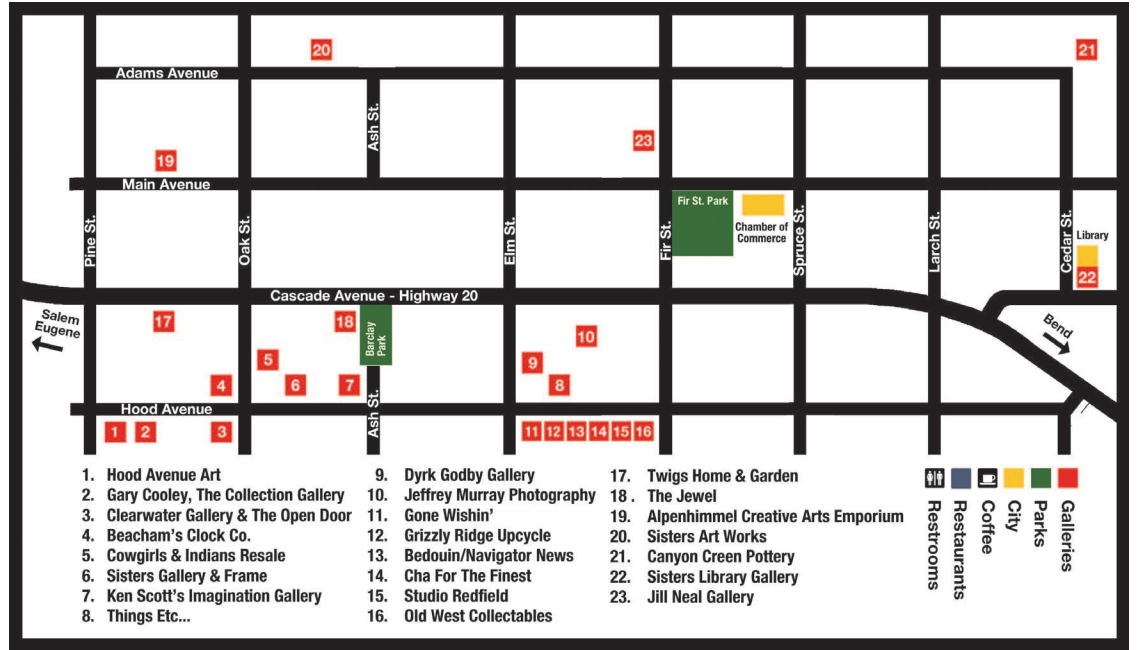 20
21
Adams Avenue
Ash St.
23
19
Main Avenue
Pine St.
Oak St.
Elm St.
Fir St.
Fir St. Park
Chamber of
Commerce
Spruce St.
Larch St.
Cedar St.
Library
22
Cascade Avenue - Highway 20
Salem
Eugene
Bend
17
18
Barclay
Park
10
5
9
4
6
7
8
Hood Avenue
Ash St.
1
2
3
11
12
13
14
15
16
1. Hood Avenue Art
2. Gary Cooley, The Collection Gallery
3. Clearwater Gallery & The Open Door
4. Beacham's Clock Co.
5. Cowgirls & Indians Resale
6. Sisters Gallery & Frame
7. Ken Scott's Imagination Gallery
8. Things Etc...
9. Dyrk Godby Gallery
10. Jeffrey Murray Photography
11. Gone Wishin'
12. Grizzly Ridge Upcycle
13. Bedouin/Navigator News
14. Cha For The Finest
15. Studio Redfield
16. Old West Collectables
17. Twigs Home & Garden
18 . The Jewel
19. Alpenhimmel Creative Arts Emporium
20. Sisters Art Works
21. Canyon Creen Pottery
22. Sisters Library Gallery
23. Jill Neal Gallery
Restrooms
Restaurants
Coffee
City
Parks
Galleries